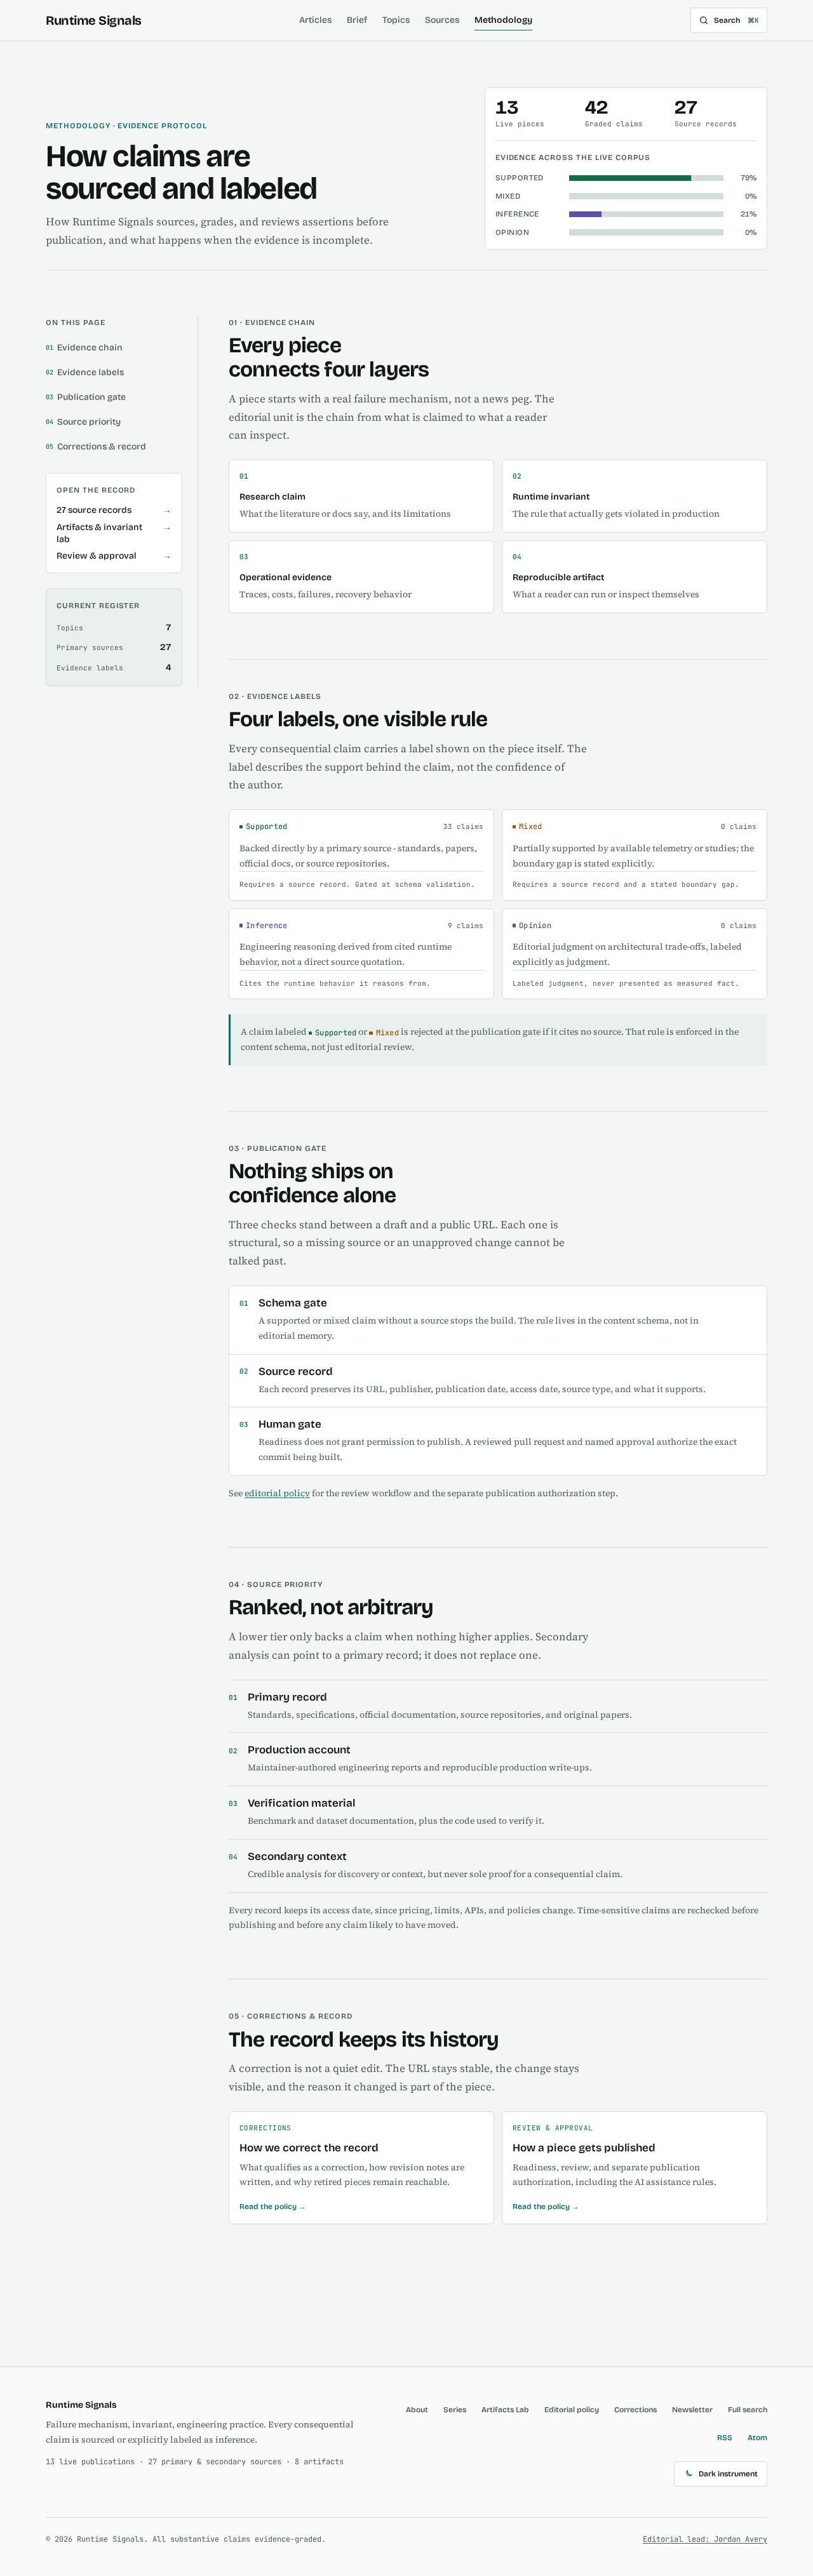 Runtime Signals
Articles Brief Topics Sources Methodology
Search ⌘K
METHODOLOGY · EVIDENCE PROTOCOL
How claims are
sourced and labeled
How Runtime Signals sources, grades, and reviews assertions before
publication, and what happens when the evidence is incomplete.
13 42 27
Live pieces Graded claims Source records
EVIDENCE ACROSS THE LIVE CORPUS
SUPPORTED 79%
MIXED 0%
INFERENCE 21%
OPINION 0%
ON THIS PAGE
01 Evidence chain
02 Evidence labels
03 Publication gate
04 Source priority
05 Corrections & record
OPEN THE RECORD
27 source records →
Artifacts & invariant →
lab
Review & approval →
CURRENT REGISTER
Topics 7
Primary sources 27
Evidence labels 4
01 · EVIDENCE CHAIN
Every piece
connects four layers
A piece starts with a real failure mechanism, not a news peg. The
editorial unit is the chain from what is claimed to what a reader
can inspect.
01
Research claim
What the literature or docs say, and its limitations
02
Runtime invariant
The rule that actually gets violated in production
03
Operational evidence
Traces, costs, failures, recovery behavior
04
Reproducible artifact
What a reader can run or inspect themselves
02 · EVIDENCE LABELS
Four labels, one visible rule
Every consequential claim carries a label shown on the piece itself. The
label describes the support behind the claim, not the confidence of
the author.
Supported 33 claims
Backed directly by a primary source - standards, papers,
official docs, or source repositories.
Requires a source record. Gated at schema validation.
Mixed 0 claims
Partially supported by available telemetry or studies; the
boundary gap is stated explicitly.
Requires a source record and a stated boundary gap.
Inference 9 claims
Engineering reasoning derived from cited runtime
behavior, not a direct source quotation.
Cites the runtime behavior it reasons from.
Opinion 0 claims
Editorial judgment on architectural trade-offs, labeled
explicitly as judgment.
Labeled judgment, never presented as measured fact.
A claim labeled Supported or Mixed is rejected at the publication gate if it cites no source. That rule is enforced in the
content schema, not just editorial review.
03 · PUBLICATION GATE
Nothing ships on
confidence alone
Three checks stand between a draft and a public URL. Each one is
structural, so a missing source or an unapproved change cannot be
talked past.
01 Schema gate
A supported or mixed claim without a source stops the build. The rule lives in the content schema, not in
editorial memory.
02 Source record
Each record preserves its URL, publisher, publication date, access date, source type, and what it supports.
03 Human gate
Readiness does not grant permission to publish. A reviewed pull request and named approval authorize the exact
commit being built.
See editorial policy for the review workflow and the separate publication authorization step.
04 · SOURCE PRIORITY
Ranked, not arbitrary
A lower tier only backs a claim when nothing higher applies. Secondary
analysis can point to a primary record; it does not replace one.
01 Primary record
Standards, specifications, official documentation, source repositories, and original papers.
02 Production account
Maintainer-authored engineering reports and reproducible production write-ups.
03 Verification material
Benchmark and dataset documentation, plus the code used to verify it.
04 Secondary context
Credible analysis for discovery or context, but never sole proof for a consequential claim.
Every record keeps its access date, since pricing, limits, APIs, and policies change. Time-sensitive claims are rechecked before
publishing and before any claim likely to have moved.
05 · CORRECTIONS & RECORD
The record keeps its history
A correction is not a quiet edit. The URL stays stable, the change stays
visible, and the reason it changed is part of the piece.
CORRECTIONS
How we correct the record
What qualifies as a correction, how revision notes are
written, and why retired pieces remain reachable.
Read the policy →
REVIEW & APPROVAL
How a piece gets published
Readiness, review, and separate publication
authorization, including the AI assistance rules.
Read the policy →
Runtime Signals
Failure mechanism, invariant, engineering practice. Every consequential
claim is sourced or explicitly labeled as inference.
13 live publications · 27 primary & secondary sources · 8 artifacts
About Series Artifacts Lab Editorial policy Corrections Newsletter Full search
RSS Atom
Dark instrument
© 2026 Runtime Signals. All substantive claims evidence-graded.
Editorial lead: Jordan Avery